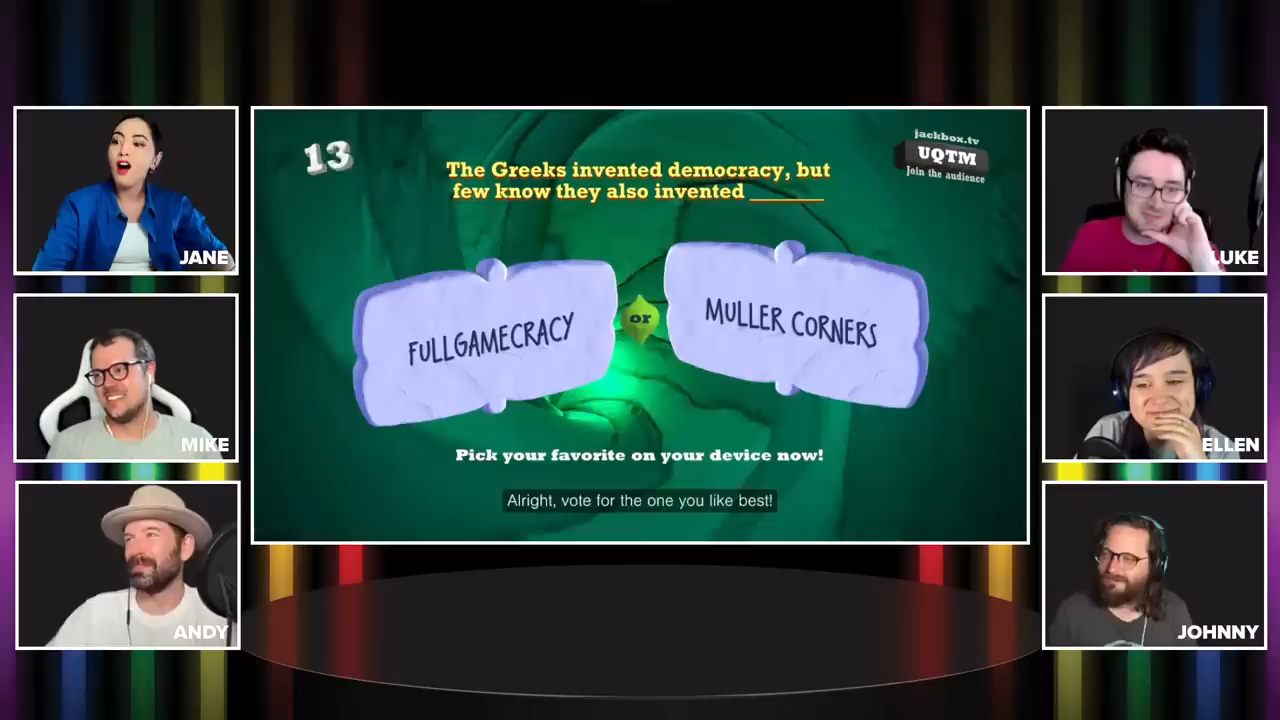 JANE
MIKE
ANDY
13
The Greeks invented democracy, but
few know they also invented ______
jackbox.tv
UQTM
Join the audience
FULLGAMECRACY
or
MULLER CORNERS
Pick your favorite on your device now!
Alright, vote for the one you like best!
LUKE
ELLEN
JOHNNY